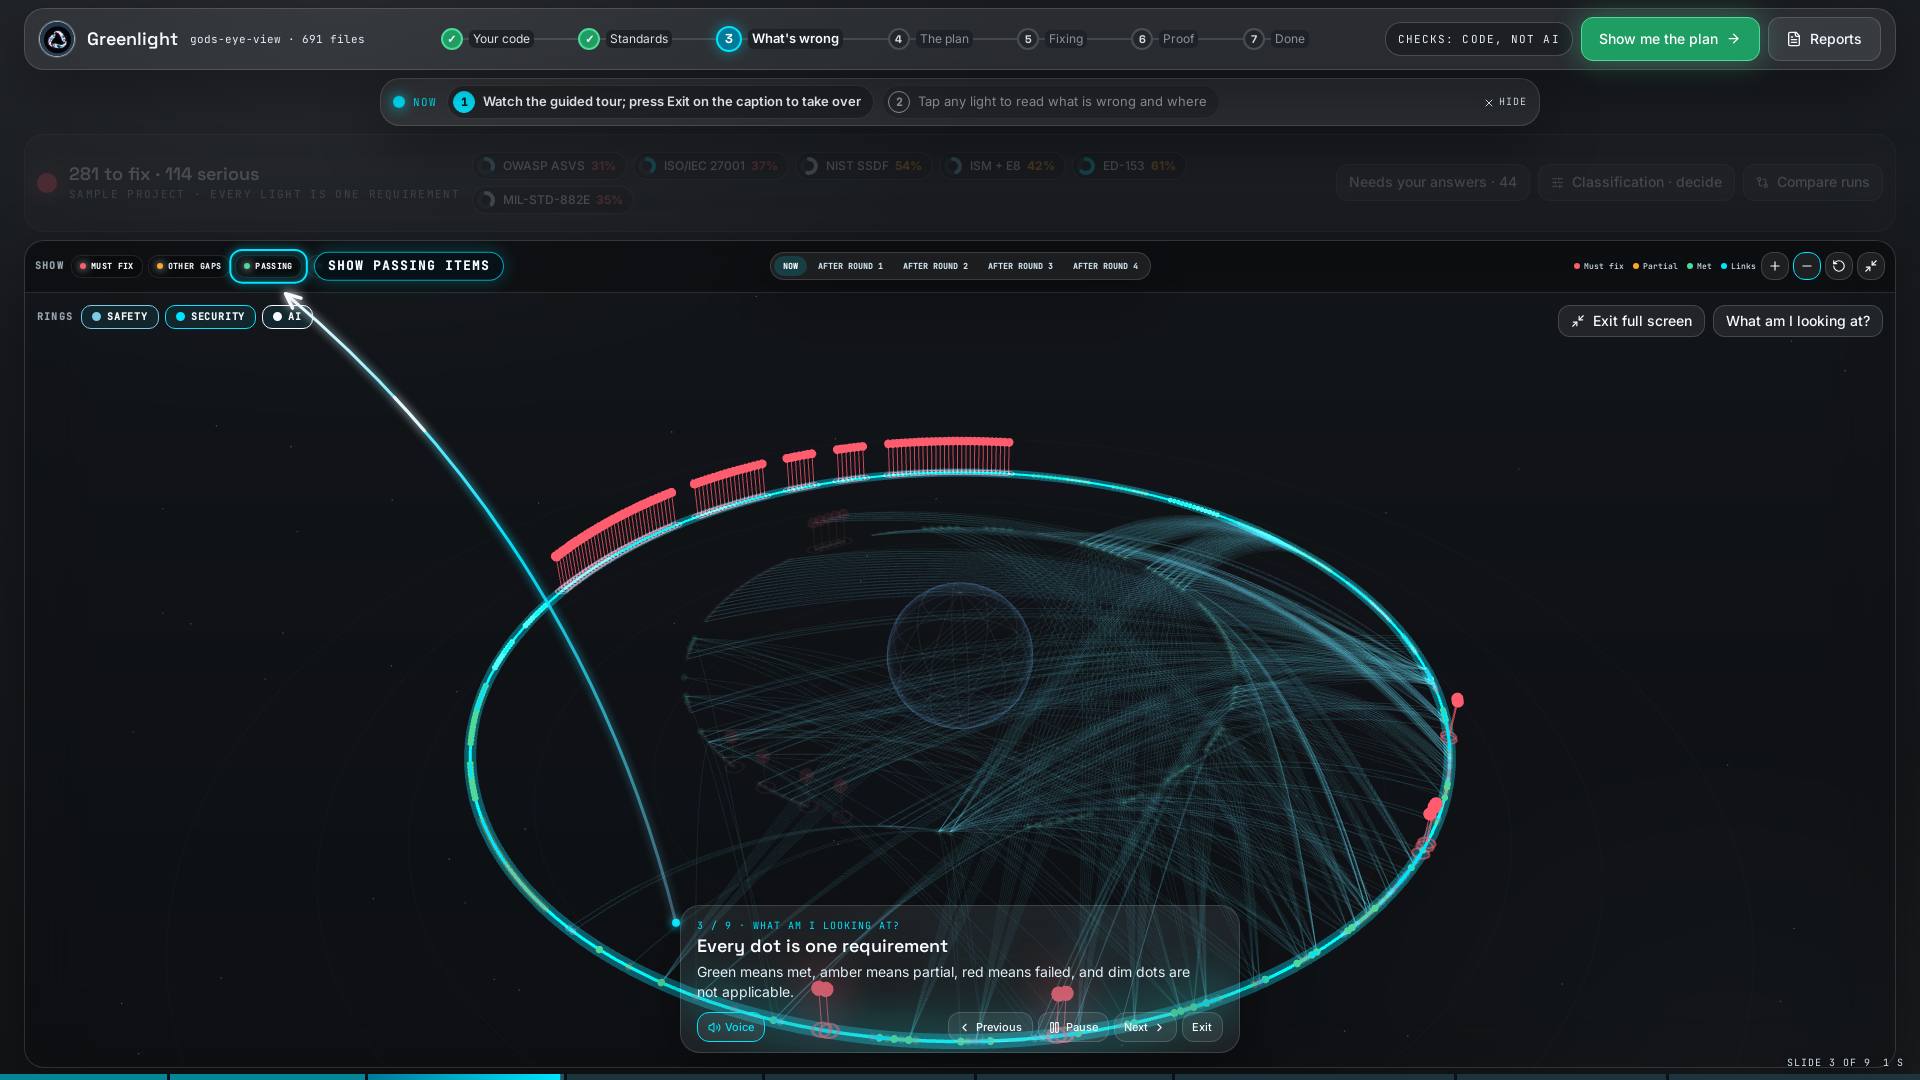 Greenlight gods-eye-view · 691 files
✓ Your code ✓ Standards 3 What's wrong 4 The plan 5 Fixing 6 Proof 7 Done
CHECKS: CODE, NOT AI Show me the plan → Reports
NOW 1 Watch the guided tour; press Exit on the caption to take over 2 Tap any light to read what is wrong and where × HIDE
281 to fix · 114 serious
SAMPLE PROJECT · EVERY LIGHT IS ONE REQUIREMENT
OWASP ASVS 31% ISO/IEC 27001 37% NIST SSDF 54% ISM + E8 42% ED-153 61%
MIL-STD-882E 35%
Needs your answers · 44 Classification · decide Compare runs
SHOW MUST FIX OTHER GAPS PASSING SHOW PASSING ITEMS
NOW AFTER ROUND 1 AFTER ROUND 2 AFTER ROUND 3 AFTER ROUND 4
Must fix Partial Met Links
RINGS SAFETY SECURITY AI
Exit full screen What am I looking at?
3 / 9 · WHAT AM I LOOKING AT?
Every dot is one requirement
Green means met, amber means partial, red means failed, and dim dots are
not applicable.
Voice Previous Pause Next Exit
SLIDE 3 OF 9 1 S